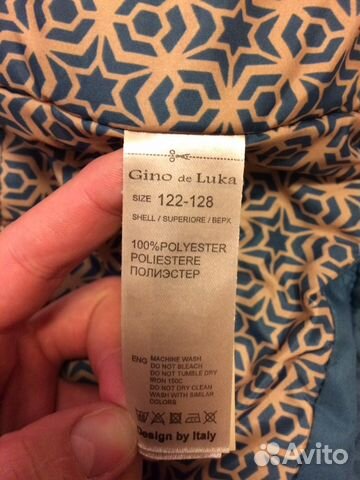 Gino de Luka
SIZE 122-128
SHELL / SUPERIORE / ВЕРХ
100%POLYESTER
POLIESTERE
ПОЛИЭСТЕР
ENG MACHINE WASH
DO NOT BLEACH
DO NOT TUMBLE DRY
IRON 150C
DO NOT DRY CLEAN
WASH WITH SIMILAR
COLORS
Design by Italy
Avito